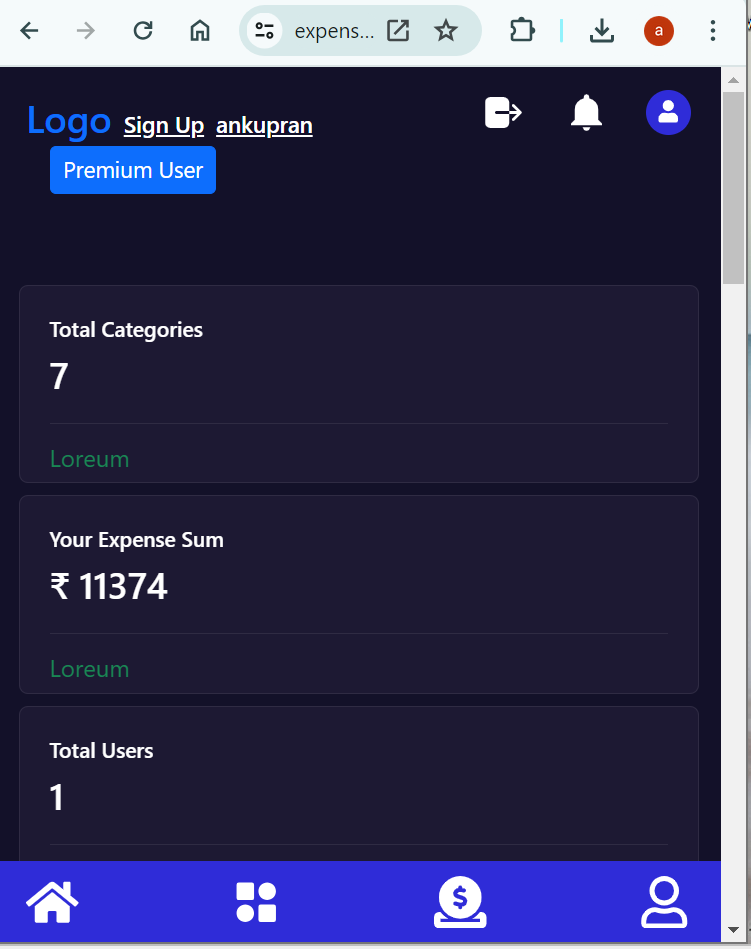 expens...
a
Logo Sign Up ankupran
Premium User
Total Categories
7
Loreum
Your Expense Sum
₹ 11374
Loreum
Total Users
1
$